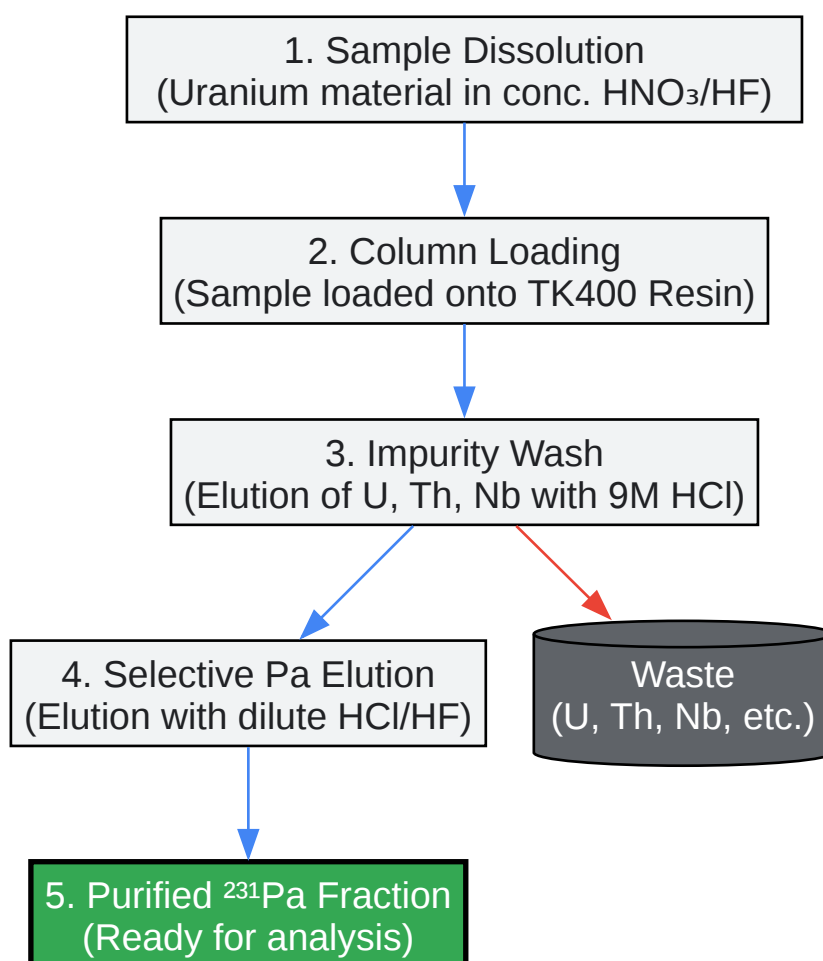 1. Sample Dissolution
(Uranium material in conc. HNO₃/HF)
2. Column Loading
(Sample loaded onto TK400 Resin)
3. Impurity Wash
(Elution of U, Th, Nb with 9M HCl)
4. Selective Pa Elution
(Elution with dilute HCl/HF)
Waste
(U, Th, Nb, etc.)
5. Purified ²³¹Pa Fraction
(Ready for analysis)